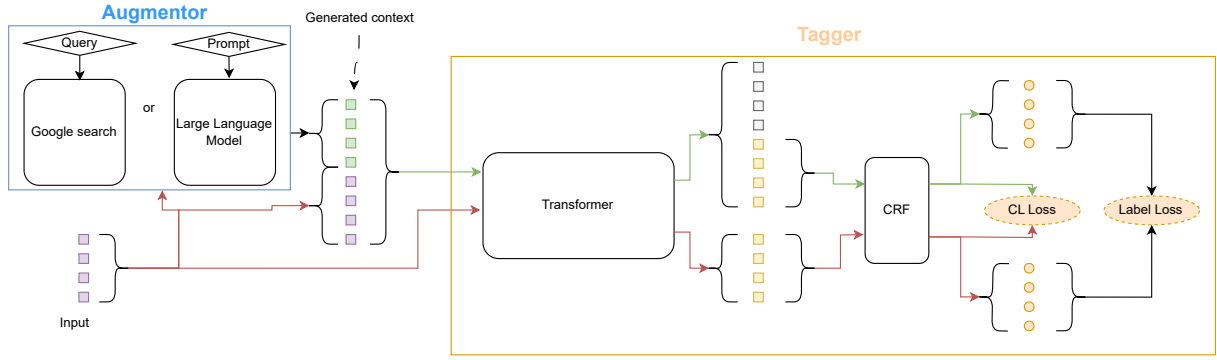 Augmentor
Generated context
Tagger
Query
Prompt
Google search
or
Large Language
Model
Transformer
CRF
CL Loss
Label Loss
Input